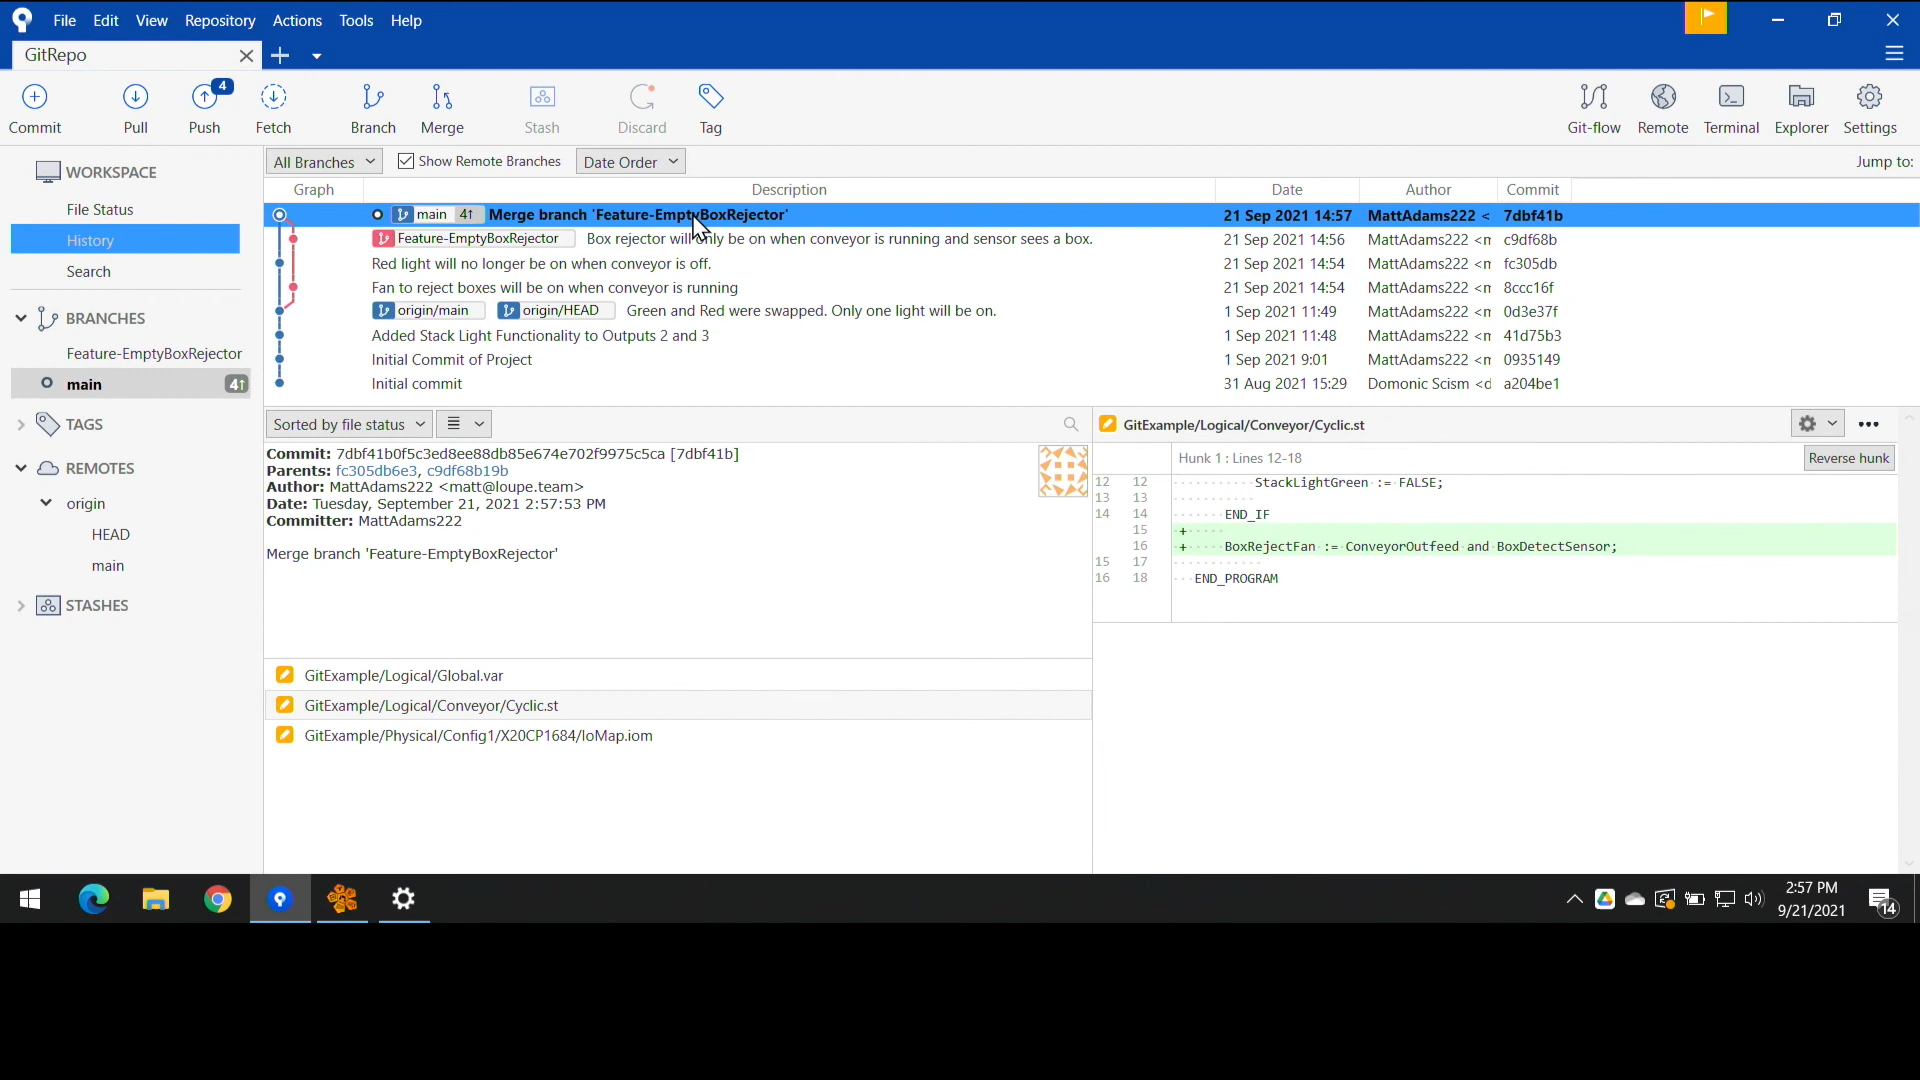 File Edit View Repository Actions Tools Help
GitRepo
4
Commit Pull Push Fetch Branch Merge Stash Discard Tag Git-flow Remote Terminal Explorer Settings
WORKSPACE
File Status
History
Search
BRANCHES
Feature-EmptyBoxRejector
main 4↑
TAGS
REMOTES
origin
HEAD
main
STASHES
All Branches Show Remote Branches Date Order Jump to:
Graph Description Date Author Commit
main 4↑ Merge branch 'Feature-EmptyBoxRejector' 21 Sep 2021 14:57 MattAdams222 < 7dbf41b
Feature-EmptyBoxRejector Box rejector will only be on when conveyor is running and sensor sees a box. 21 Sep 2021 14:56 MattAdams222 <m c9df68b
Red light will no longer be on when conveyor is off. 21 Sep 2021 14:54 MattAdams222 <m fc305db
Fan to reject boxes will be on when conveyor is running 21 Sep 2021 14:54 MattAdams222 <m 8ccc16f
origin/main origin/HEAD Green and Red were swapped. Only one light will be on. 1 Sep 2021 11:49 MattAdams222 <m 0d3e37f
Added Stack Light Functionality to Outputs 2 and 3 1 Sep 2021 11:48 MattAdams222 <m 41d75b3
Initial Commit of Project 1 Sep 2021 9:01 MattAdams222 <m 0935149
Initial commit 31 Aug 2021 15:29 Domonic Scism <d a204be1
Sorted by file status
Commit: 7dbf41b0f5c3ed8ee88db85e674e702f9975c5ca [7dbf41b]
Parents: fc305db6e3, c9df68b19b
Author: MattAdams222 <matt@loupe.team>
Date: Tuesday, September 21, 2021 2:57:53 PM
Committer: MattAdams222
Merge branch 'Feature-EmptyBoxRejector'
GitExample/Logical/Global.var
GitExample/Logical/Conveyor/Cyclic.st
GitExample/Physical/Config1/X20CP1684/IoMap.iom
GitExample/Logical/Conveyor/Cyclic.st
Hunk 1 : Lines 12-18 Reverse hunk
12 12 StackLightGreen := FALSE;
13 13
14 14 END_IF
15 +
16 + BoxRejectFan := ConveyorOutfeed and BoxDetectSensor;
15 17
16 18 END_PROGRAM
2:57 PM
9/21/2021
14